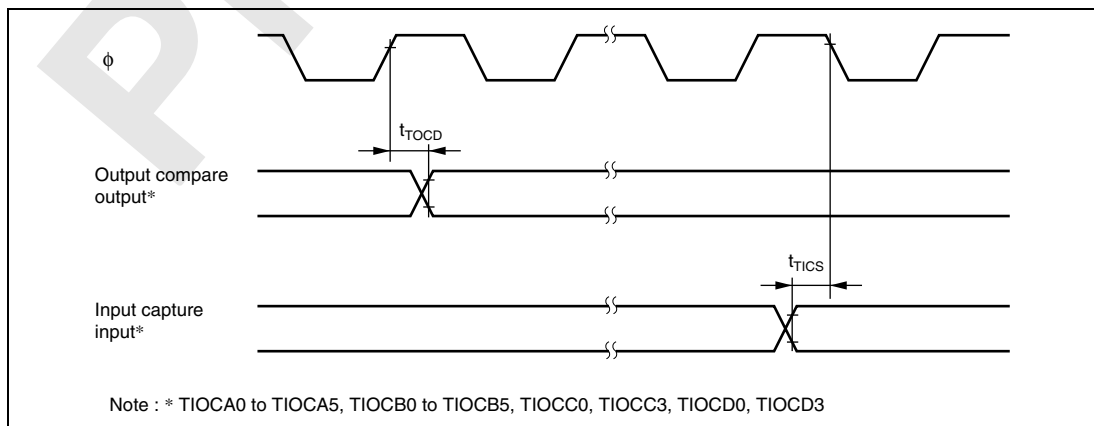 ϕ
tTOCD
Output compare
output*
tTICS
Input capture
input*
Note : * TIOCA0 to TIOCA5, TIOCB0 to TIOCB5, TIOCC0, TIOCC3, TIOCD0, TIOCD3